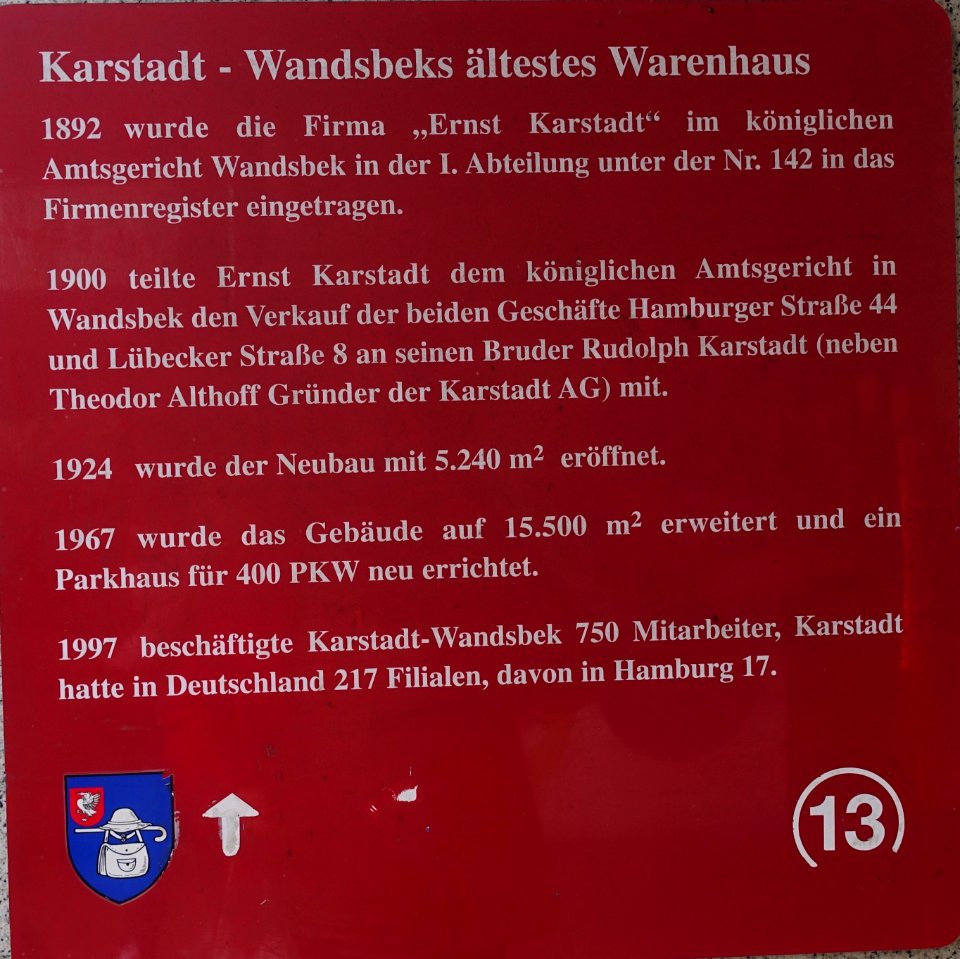 Karstadt - Wandsbeks ältestes Warenhaus
1892 wurde die Firma „Ernst Karstadt“ im königlichen
Amtsgericht Wandsbek in der I. Abteilung unter der Nr. 142 in das
Firmenregister eingetragen.
1900 teilte Ernst Karstadt dem königlichen Amtsgericht in
Wandsbek den Verkauf der beiden Geschäfte Hamburger Straße 44
und Lübecker Straße 8 an seinen Bruder Rudolph Karstadt (neben
Theodor Althoff Gründer der Karstadt AG) mit.
1924 wurde der Neubau mit 5.240 m² eröffnet.
1967 wurde das Gebäude auf 15.500 m² erweitert und ein
Parkhaus für 400 PKW neu errichtet.
1997 beschäftigte Karstadt-Wandsbek 750 Mitarbeiter, Karstadt
hatte in Deutschland 217 Filialen, davon in Hamburg 17.
13